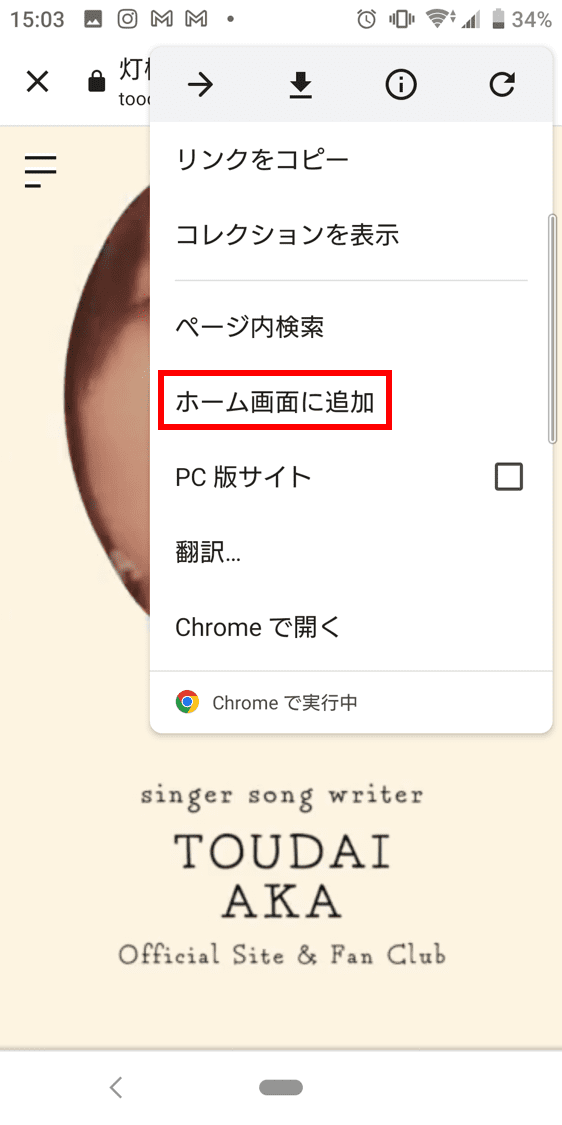 15:03
34%
灯
リンクをコピー
コレクションを表示
ページ内検索
ホーム画面に追加
PC 版サイト
翻訳...
Chrome で開く
Chrome で実行中
singer song writer
TOUDAI
AKA
Official Site & Fan Club